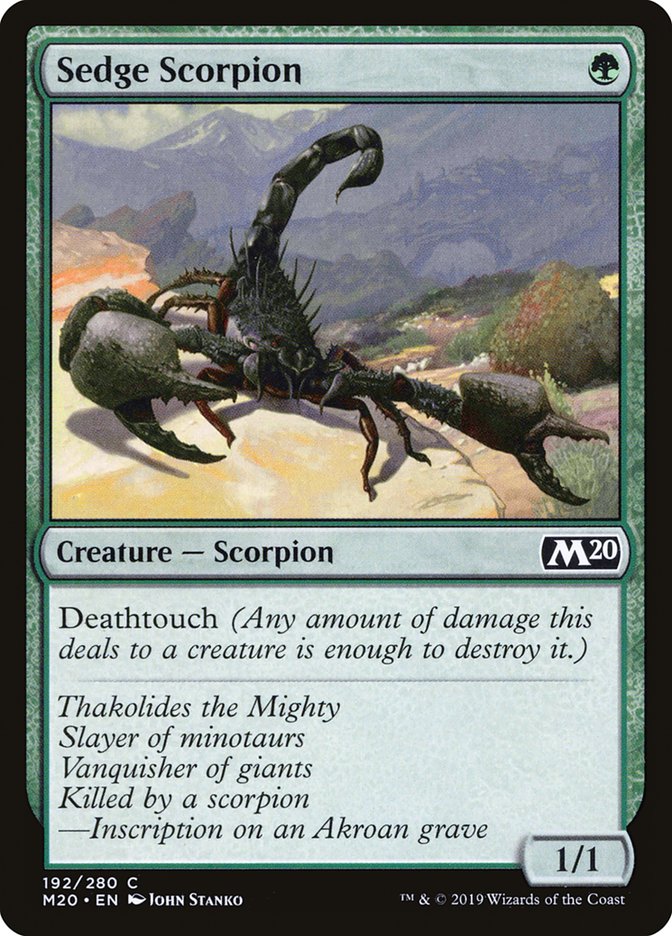 Sedge Scorpion
Creature — Scorpion
M20
Deathtouch (Any amount of damage this
deals to a creature is enough to destroy it.)
Thakolides the Mighty
Slayer of minotaurs
Vanquisher of giants
Killed by a scorpion
—Inscription on an Akroan grave
1/1
192/280 C
M20 • EN John Stanko
™ & © 2019 Wizards of the Coast